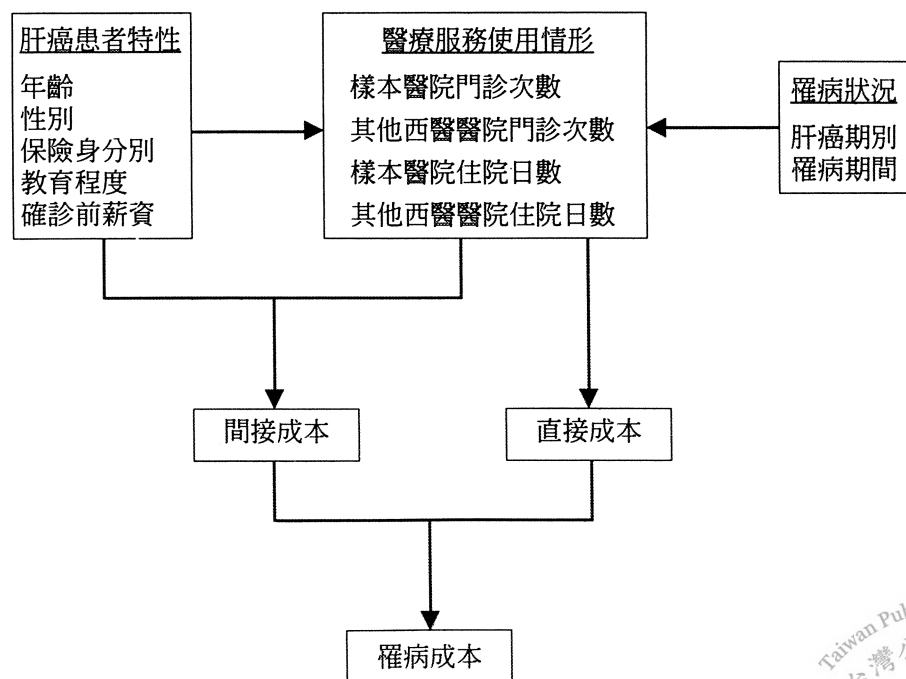 肝癌患者特性
年齡
性別
保險身分別
教育程度
確診前薪資
醫療服務使用情形
樣本醫院門診次數
其他西醫醫院門診次數
樣本醫院住院日數
其他西醫醫院住院日數
罹病狀況
肝癌期別
罹病期間
間接成本
直接成本
罹病成本
Taiwan Pub